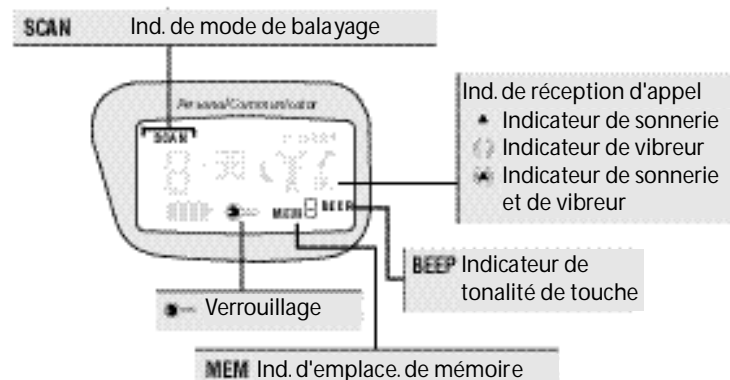 SCAN Ind. de mode de balayage
Personal Communicator
SCAN
Ind. de réception d'appel
Indicateur de sonnerie
Indicateur de vibreur
Indicateur de sonnerie
et de vibreur
MEM BEEP
BEEP Indicateur de
tonalité de touche
Verrouillage
MEM Ind. d'emplace. de mémoire